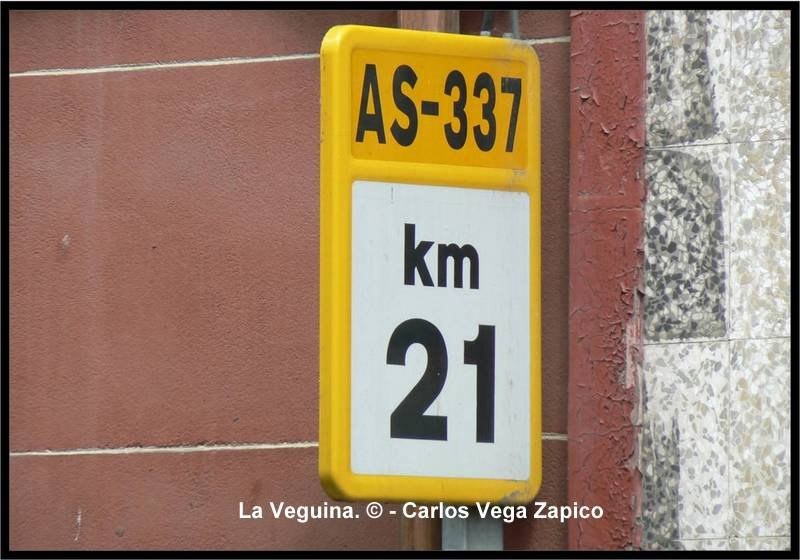 AS-337
km
21
La Veguina. © - Carlos Vega Zapico